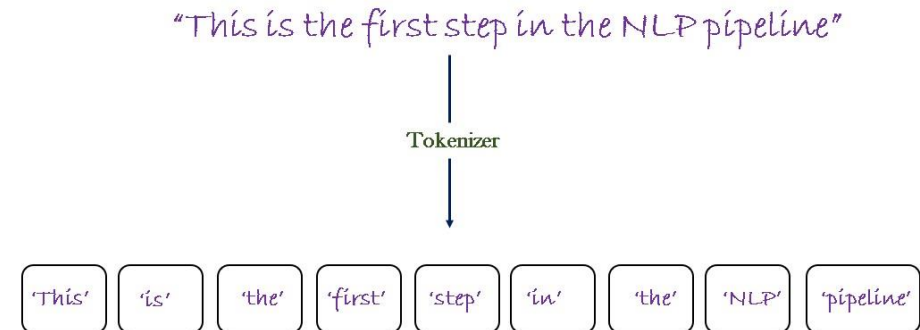 “This is the first step in the NLP pipeline”
Tokenizer
‘This’ ‘is’ ‘the’ ‘first’ ‘step’ ‘in’ ‘the’ ‘NLP’ ‘pipeline’